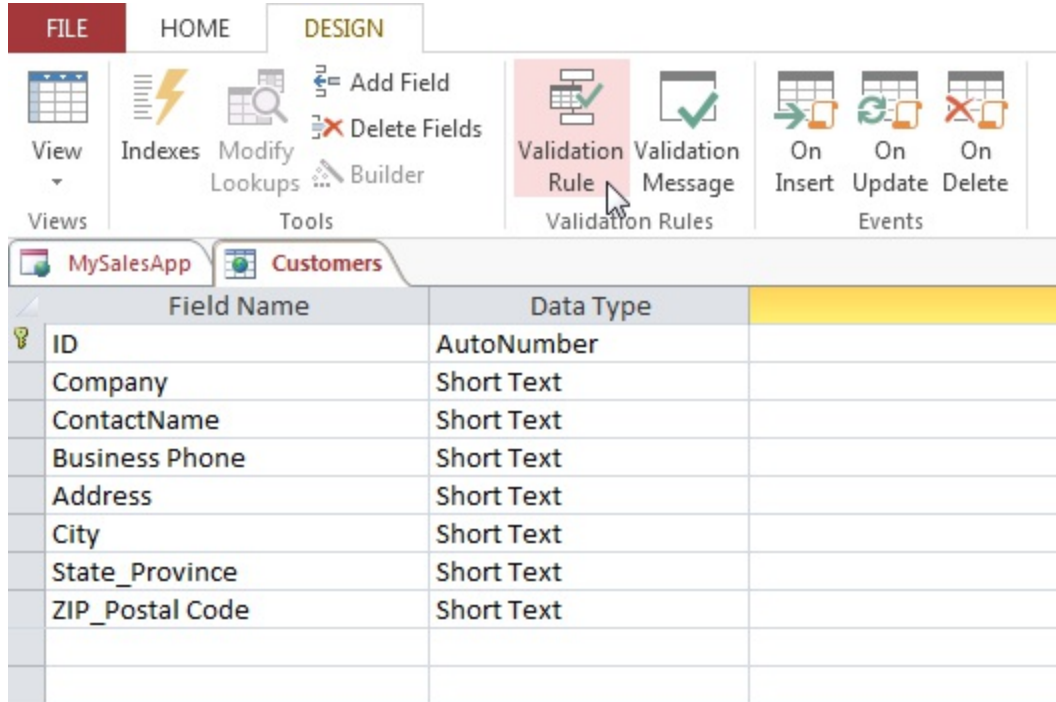 FILE HOME DESIGN
View
Views
Indexes
Modify
Lookups
Add Field
Delete Fields
Builder
Tools
Validation
Rule
Validation
Message
Validation Rules
On
Insert
On
Update
On
Delete
Events
MySalesApp Customers
Field Name Data Type
ID AutoNumber
Company Short Text
ContactName Short Text
Business Phone Short Text
Address Short Text
City Short Text
State_Province Short Text
ZIP_Postal Code Short Text